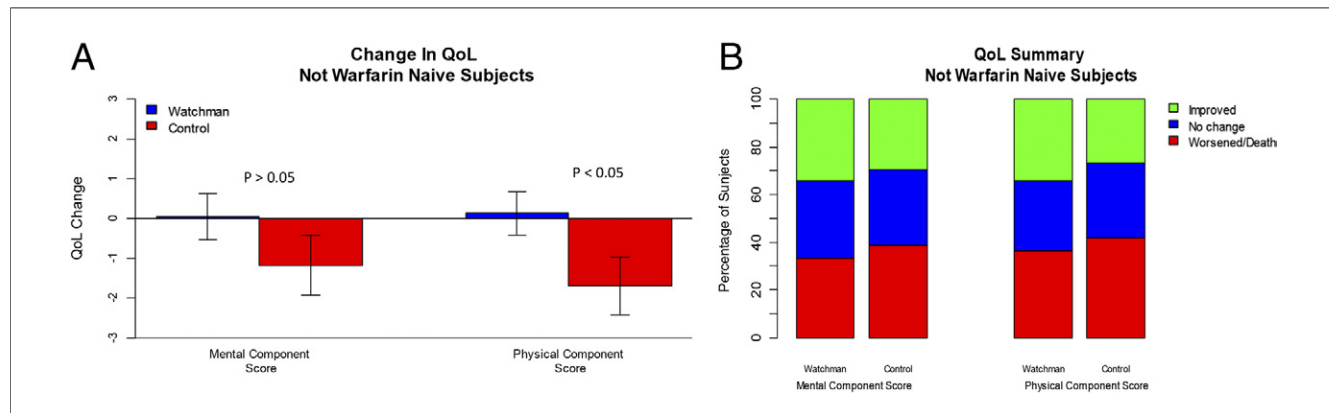 A
Change In QoL
Not Warfarin Naive Subjects
QoL Change
3
2
1
0
-1
-2
-3
Watchman
Control
P > 0.05
P < 0.05
Mental Component
Score
Physical Component
Score
B
QoL Summary
Not Warfarin Naive Subjects
Percentage of Sunjects
100
80
60
40
20
0
Improved
No change
Worsened/Death
Watchman
Control
Watchman
Control
Mental Component Score
Physical Component Score